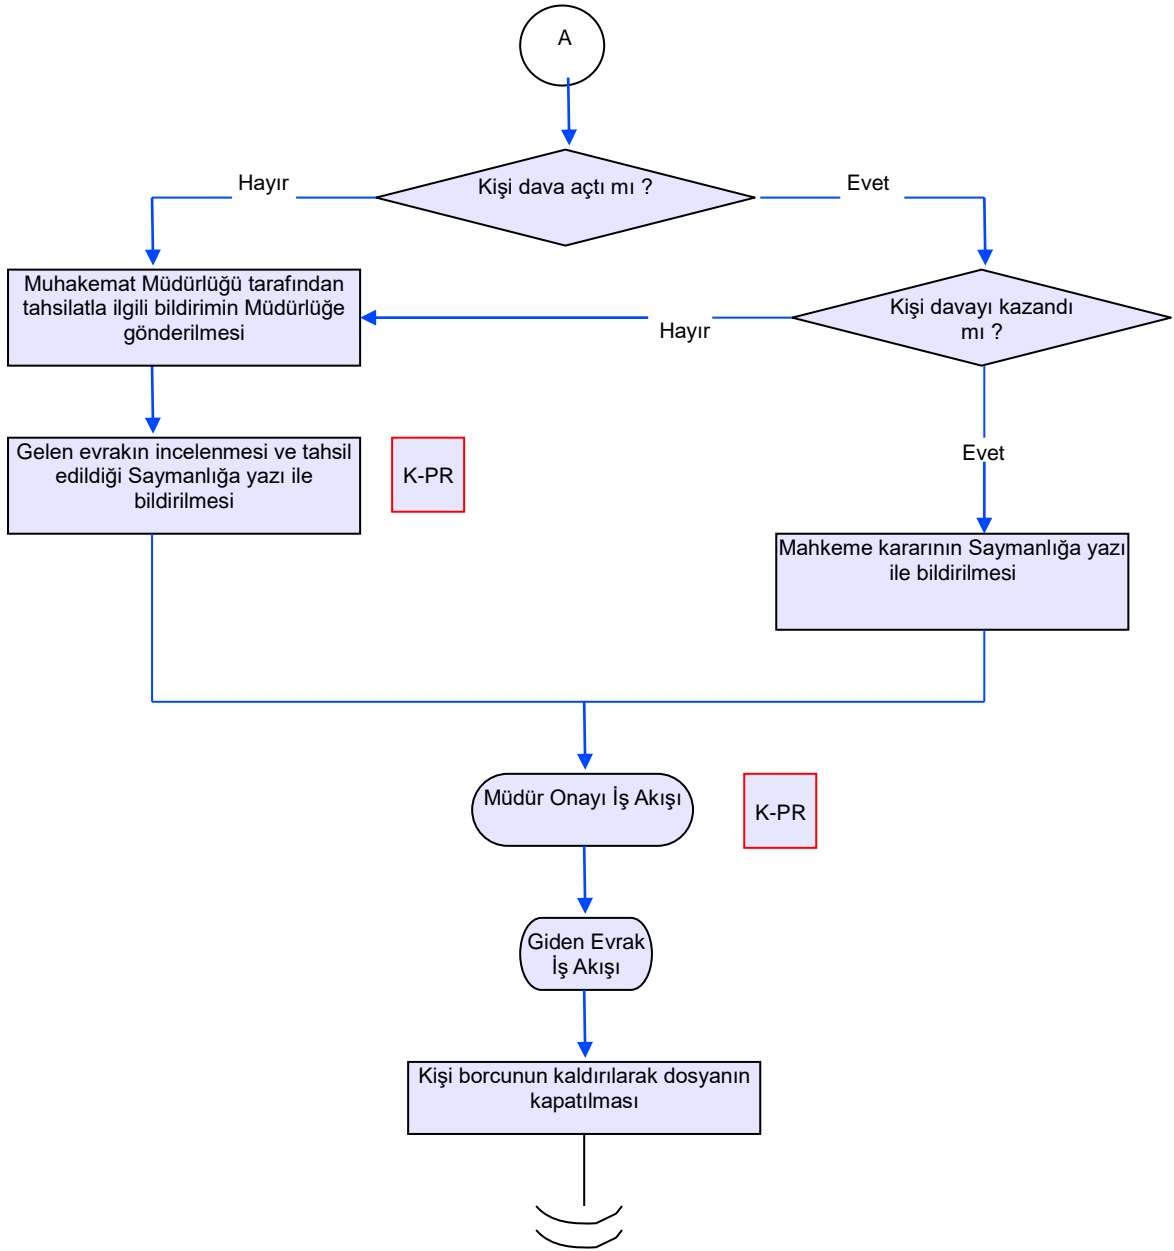 A
Kişi dava açtı mı ?
Hayır
Evet
Muhakemat Müdürlüğü tarafından
tahsilatla ilgili bildirimin Müdürlüğe
gönderilmesi
Kişi davayı kazandı
mı ?
Hayır
Gelen evrakın incelenmesi ve tahsil
edildiği Saymanlığa yazı ile
bildirilmesi
K-PR
Evet
Mahkeme kararının Saymanlığa yazı
ile bildirilmesi
Müdür Onayı İş Akışı
K-PR
Giden Evrak
İş Akışı
Kişi borcunun kaldırılarak dosyanın
kapatılması